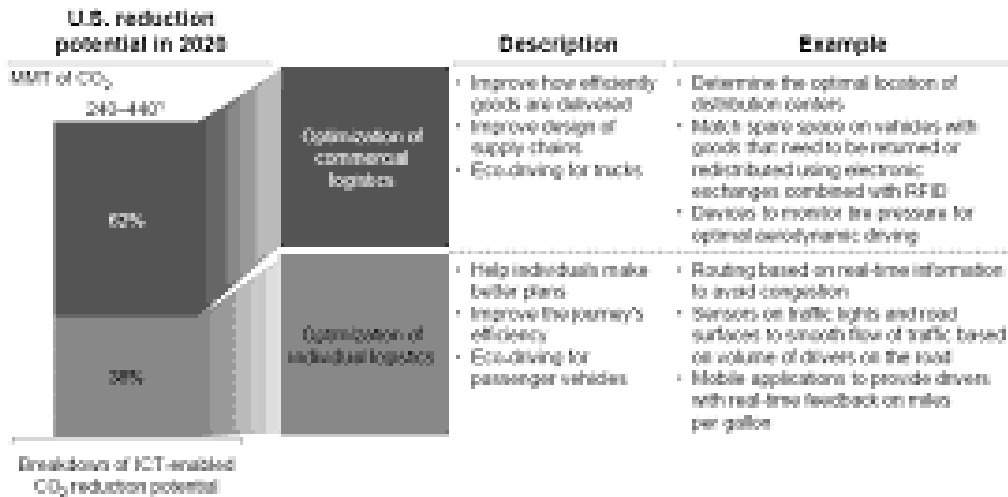 U.S. reduction
potential in 2020
Description
Example
MMT of CO₂
240–440¹
Optimization of
commercial
logistics
Optimization of
individual logistics
• Improve how efficiently
goods are delivered
• Improve design of
supply chains
• Eco-driving for trucks
• Determine the optimal location of
distribution centers
• Match spare space on vehicles with
goods that need to be returned or
redistributed using electronic
exchanges combined with RFID
• Devices to monitor tire pressure for
optimal aerodynamic driving
• Help individuals make
better plans
• Improve the journey's
efficiency
• Eco-driving for
passenger vehicles
• Routing based on real-time information
to avoid congestion
• Sensors on traffic lights and road
surfaces to smooth flow of traffic based
on volume of drivers on the road
• Mobile applications to provide drivers
with real-time feedback on miles
per gallon
Breakdown of ICT-enabled
CO₂ reduction potential